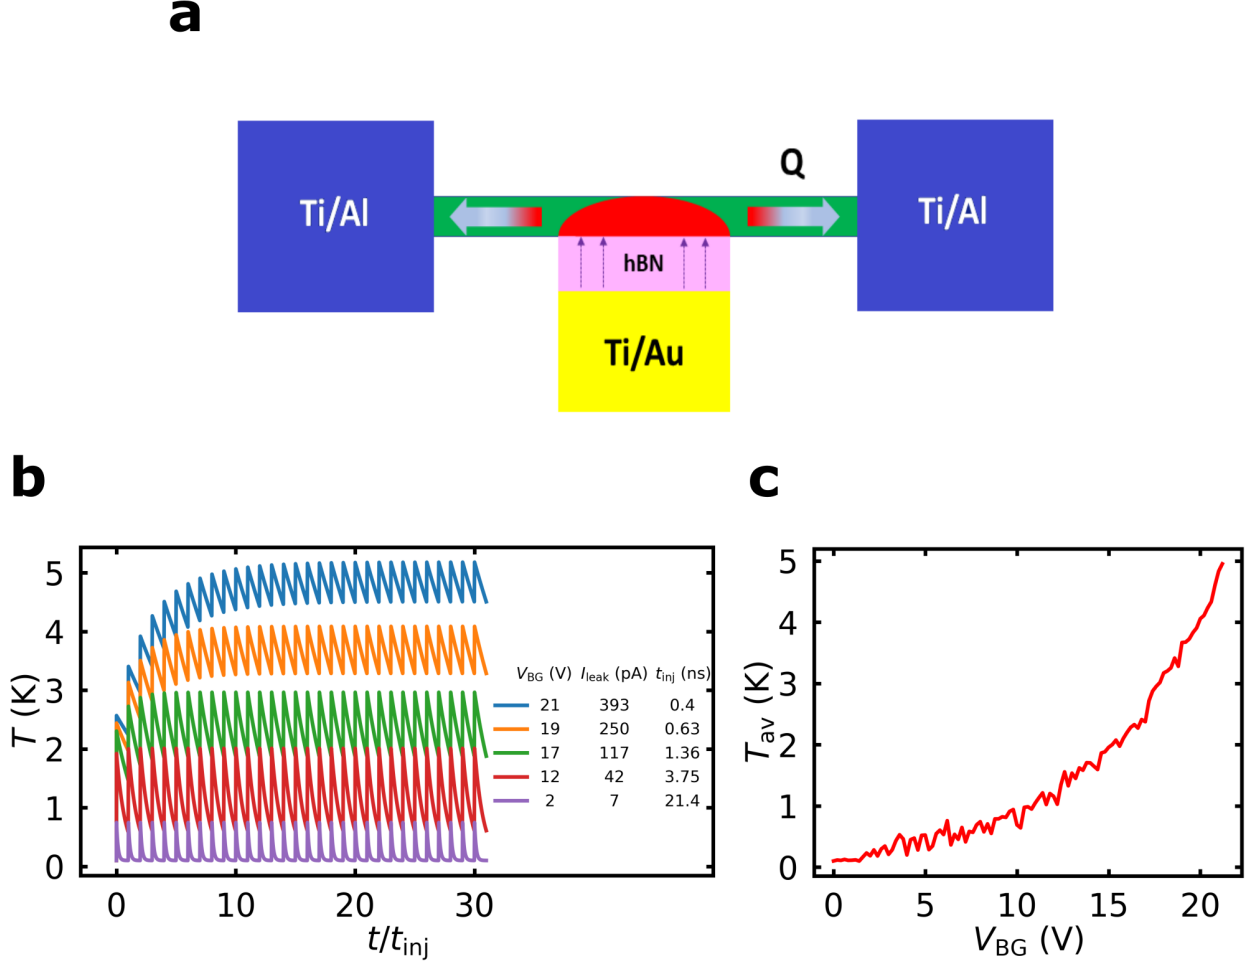 a
Ti/Al
Q
Ti/Al
hBN
Ti/Au
b
c
5
4
3
2
1
0
T (K)
V_BG (V) I_leak (pA) t_inj (ns)
21 393 0.4
19 250 0.63
17 117 1.36
12 42 3.75
2 7 21.4
0 10 20 30
t/t_inj
5
4
3
2
1
0
T_av (K)
0 5 10 15 20
V_BG (V)